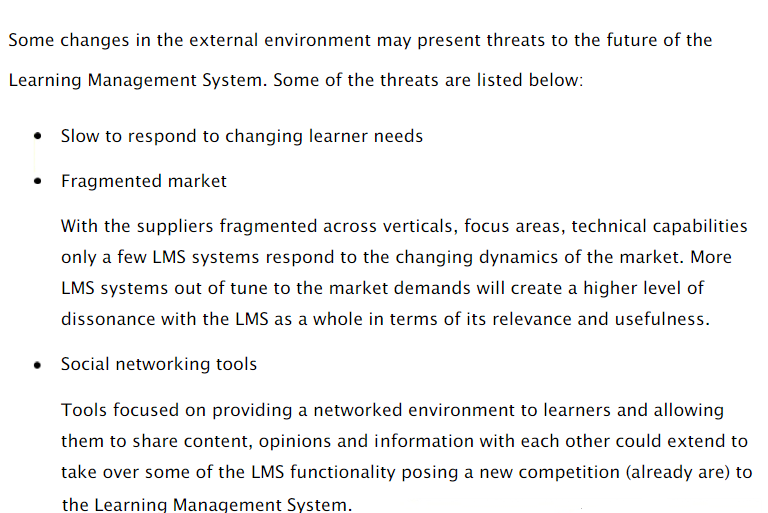 Some changes in the external environment may present threats to the future of the
Learning Management System. Some of the threats are listed below:
• Slow to respond to changing learner needs
• Fragmented market
With the suppliers fragmented across verticals, focus areas, technical capabilities
only a few LMS systems respond to the changing dynamics of the market. More
LMS systems out of tune to the market demands will create a higher level of
dissonance with the LMS as a whole in terms of its relevance and usefulness.
• Social networking tools
Tools focused on providing a networked environment to learners and allowing
them to share content, opinions and information with each other could extend to
take over some of the LMS functionality posing a new competition (already are) to
the Learning Management System.